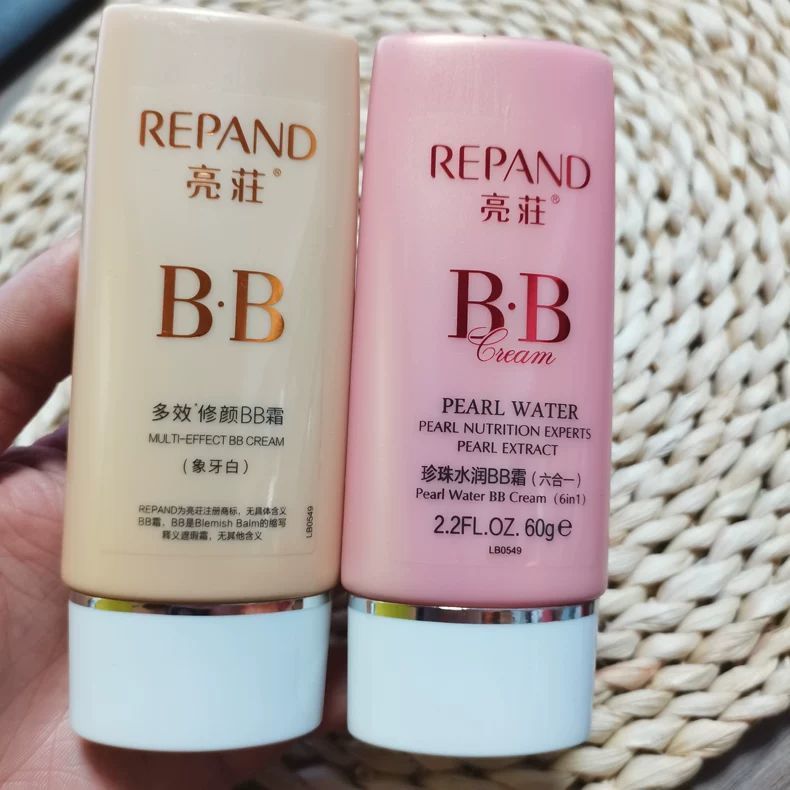 REPAND
亮荘®
B·B
多效*修颜BB霜
MULTI-EFFECT BB CREAM
(象牙白)
REPAND为亮荘注册商标，无具体含义
BB霜，BB是Blemish Balm的缩写
释义遮瑕霜，无其他含义
LB0549
REPAND
亮荘®
B·B
Cream
PEARL WATER
PEARL NUTRITION EXPERTS
PEARL EXTRACT
珍珠水润BB霜(六合一)
Pearl Water BB Cream (6in1)
2.2FL.OZ. 60g℮
LB0549